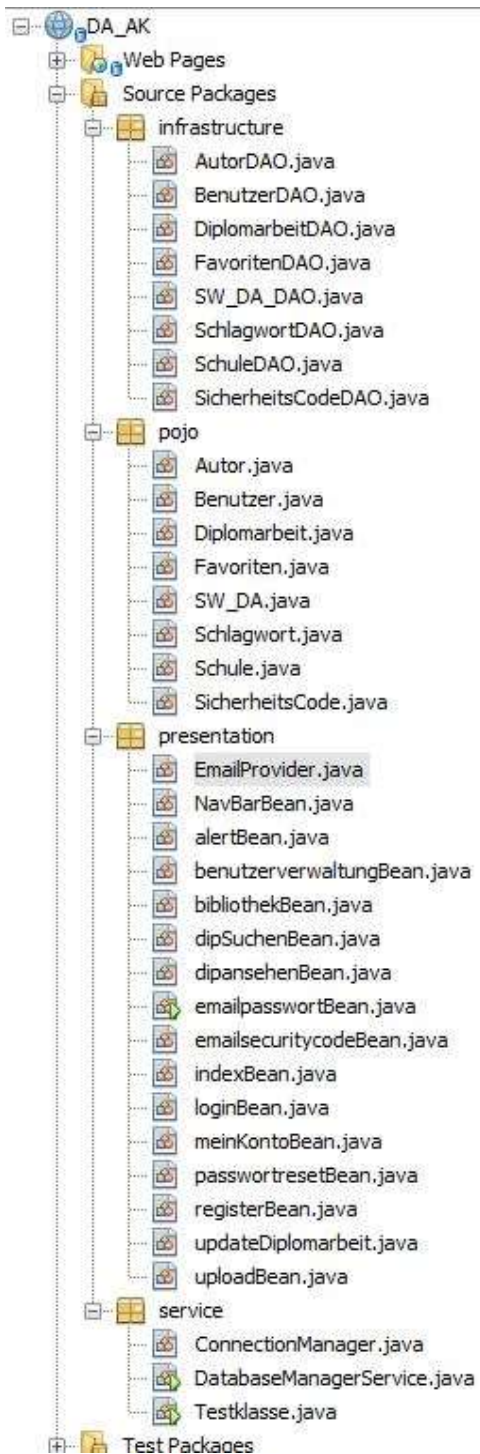 DA_AK
Web Pages
Source Packages
infrastructure
AutorDAO.java
BenutzerDAO.java
DiplomarbeitDAO.java
FavoritenDAO.java
SW_DA_DAO.java
SchlagwortDAO.java
SchuleDAO.java
SicherheitsCodeDAO.java
pojo
Autor.java
Benutzer.java
Diplomarbeit.java
Favoriten.java
SW_DA.java
Schlagwort.java
Schule.java
SicherheitsCode.java
presentation
EmailProvider.java
NavBarBean.java
alertBean.java
benutzerverwaltungBean.java
bibliothekBean.java
dipSuchenBean.java
dipansehenBean.java
emailpasswortBean.java
emailsecuritycodeBean.java
indexBean.java
loginBean.java
meinKontoBean.java
passwortresetBean.java
registerBean.java
updateDiplomarbeit.java
uploadBean.java
service
ConnectionManager.java
DatabaseManagerService.java
Testklasse.java
Test Packages